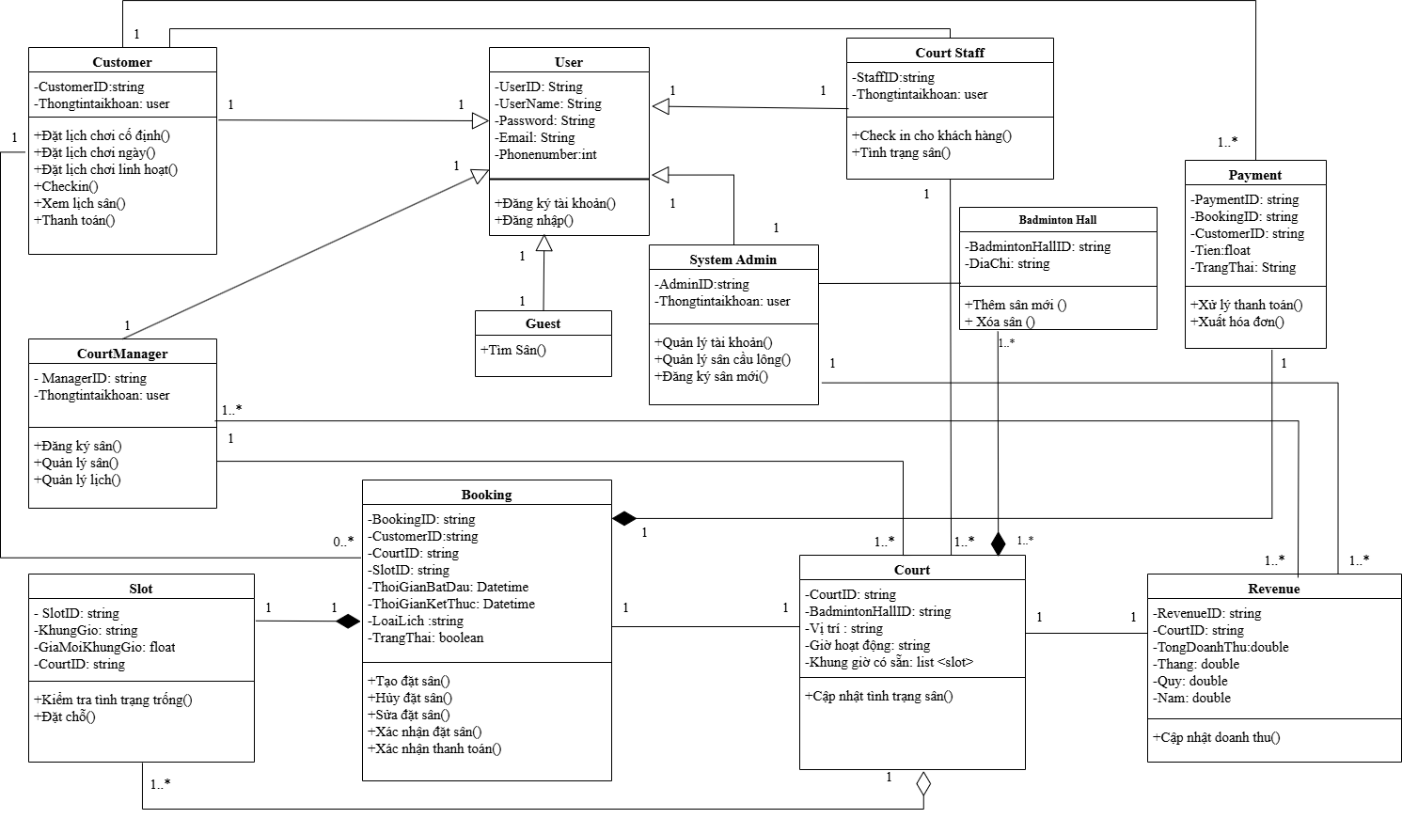 1
Customer
-CustomerID:string
-Thongtintaikhoan: user
+Đặt lịch chơi cố định()
+Đặt lịch chơi ngày()
+Đặt lịch chơi linh hoạt()
+Checkin()
+Xem lịch sân()
+Thanh toán()
1
1
1
User
-UserID: String
-UserName: String
-Password: String
-Email: String
-Phonenumber:int
+Đăng ký tài khoản()
+Đăng nhập()
1
1
Court Staff
-StaffID:string
-Thongtintaikhoan: user
+Check in cho khách hàng()
+Tình trạng sân()
1
1..*
Payment
-PaymentID: string
-BookingID: string
-CustomerID: string
-Tien:float
-TrangThai: String
+Xử lý thanh toán()
+Xuất hóa đơn()
1
Badminton Hall
-BadmintonHallID: string
-DiaChi: string
+Thêm sân mới ()
+ Xóa sân ()
1..*
1
1
System Admin
-AdminID:string
-Thongtintaikhoan: user
+Quản lý tài khoản()
+Quản lý sân cầu lông()
+Đăng ký sân mới()
1
1
1
Guest
+Tìm Sân()
1
1
CourtManager
- ManagerID: string
-Thongtintaikhoan: user
+Đăng ký sân()
+Quản lý sân()
+Quản lý lịch()
1..*
1
Booking
-BookingID: string
-CustomerID:string
-CourtID: string
-SlotID: string
-ThoiGianBatDau: Datetime
-ThoiGianKetThuc: Datetime
-LoaiLich :string
-TrangThai: boolean
+Tạo đặt sân()
+Hủy đặt sân()
+Sửa đặt sân()
+Xác nhận đặt sân()
+Xác nhận thanh toán()
1
0..*
1
1
Slot
- SlotID: string
-KhungGio: string
-GiaMoiKhungGio: float
-CourtID: string
+Kiểm tra tình trạng trống()
+Đặt chỗ()
1..*
1
1
1..*
1..*
1..*
Court
-CourtID: string
-BadmintonHallID: string
-Vị trí : string
-Giờ hoạt động: string
-Khung giờ có sẵn: list <slot>
+Cập nhật tình trạng sân()
1
1
1
1..*
1..*
Revenue
-RevenueID: string
-CourtID: string
-TongDoanhThu:double
-Thang: double
-Quy: double
-Nam: double
+Cập nhật doanh thu()